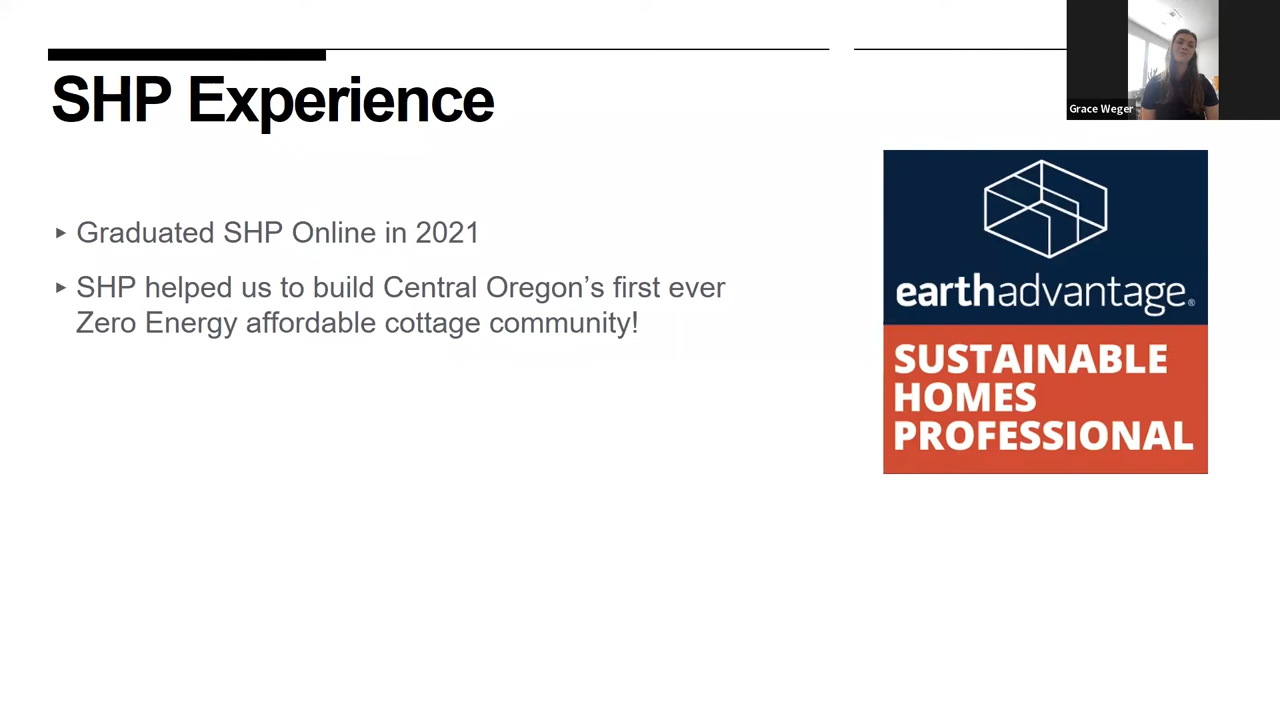 SHP Experience
Grace Weger
▸ Graduated SHP Online in 2021
▸ SHP helped us to build Central Oregon’s first ever
Zero Energy affordable cottage community!
earthadvantage®
SUSTAINABLE
HOMES
PROFESSIONAL